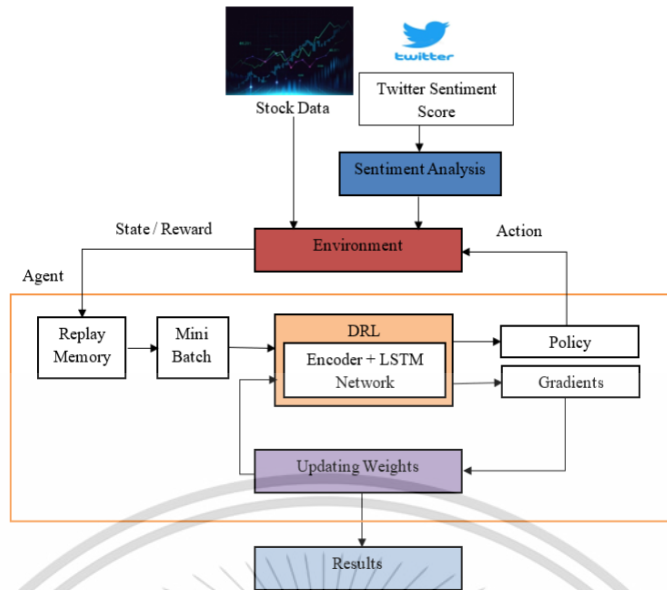 twitter
Stock Data
Twitter Sentiment
Score
Sentiment Analysis
State / Reward
Environment
Action
Agent
Replay
Memory
Mini
Batch
DRL
Encoder + LSTM
Network
Policy
Gradients
Updating Weights
Results